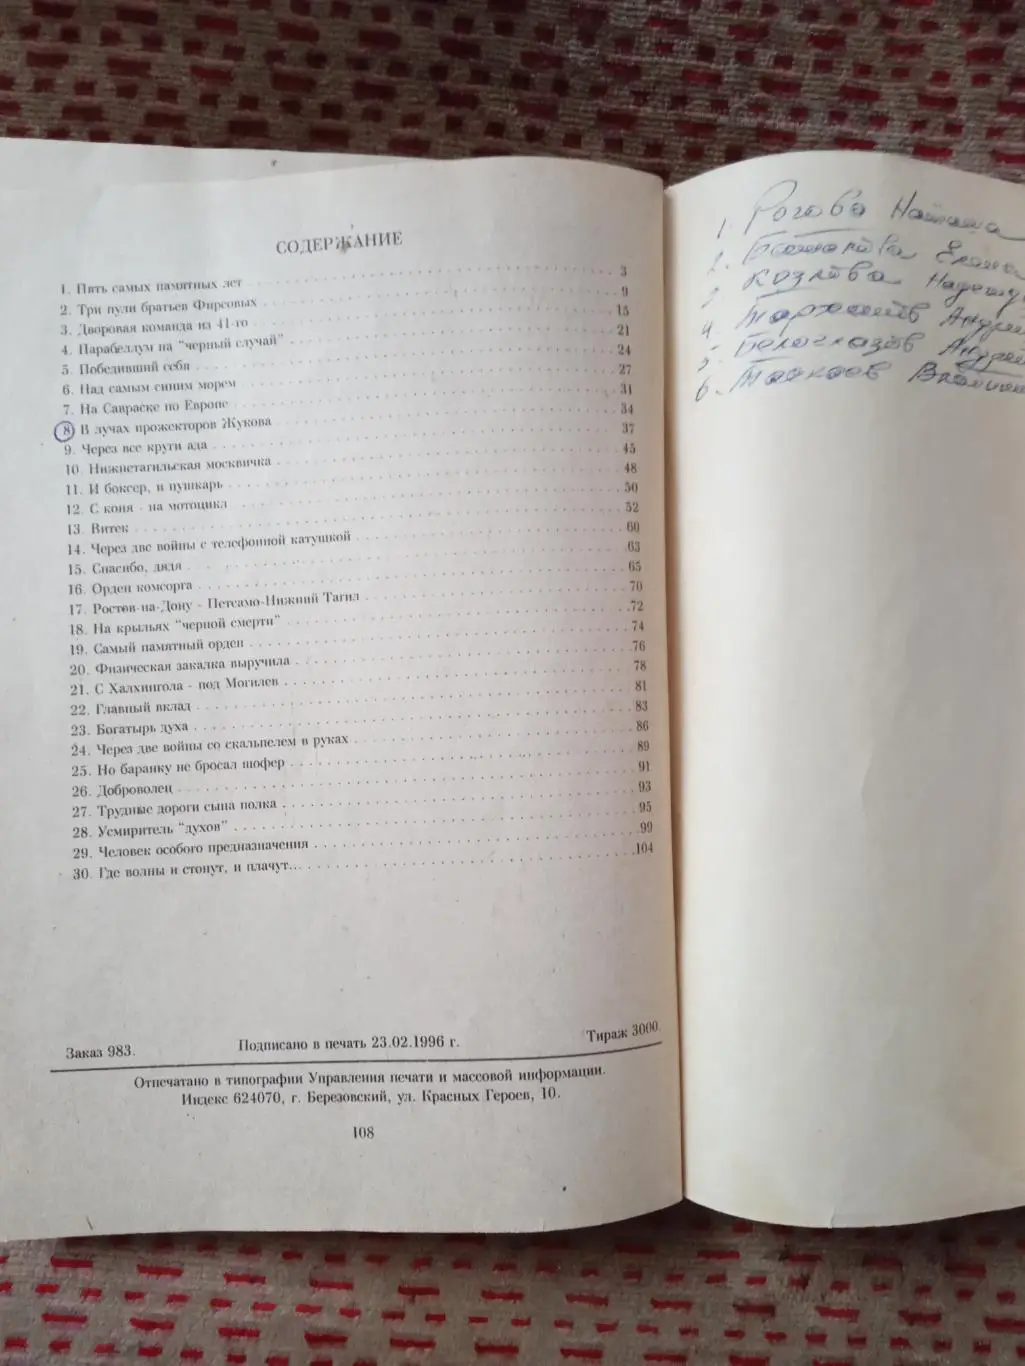 СОДЕРЖАНИЕ
1. Пять самых памятных лет 3
2. Три пули братьев Фирсовых 9
3. Дворовая команда из 41-го 15
4. Парабеллум на "черный случай" 21
5. Победивший себя 24
6. Над самым синим морем 27
7. На Савраске по Европе 31
8 В лучах прожекторов Жукова 34
9. Через все круги ада 37
10. Нижнетагильская москвичка 45
11. И боксер, и пушкарь 48
12. С коня - на мотоцикл 50
13. Витек 52
14. Через две войны с телефонной катушкой 60
15. Спасибо, дядя 63
16. Орден комсорга 65
17. Ростов-на-Дону - Петсамо-Нижний Тагил 70
18. На крыльях "черной смерти" 72
19. Самый памятный орден 74
20. Физическая закалка выручила 76
21. С Халхингола - под Могилев 78
22. Главный вклад 81
23. Богатырь духа 83
24. Через две войны со скальпелем в руках 86
25. Но баранку не бросал шофер 89
26. Доброволец 91
27. Трудные дороги сына полка 93
28. Усмиритель "духов" 95
29. Человек особого предназначения 99
30. Где волны и стонут, и плачут... 104
Заказ 983. Подписано в печать 23.02.1996 г. Тираж 3000.
Отпечатано в типографии Управления печати и массовой информации.
Индекс 624070, г. Березовский, ул. Красных Героев, 10.
108
1. Рогова Наташа
2. Елена
3 Козлова
4 Андрей
5 Белоглазов Андрей
6.